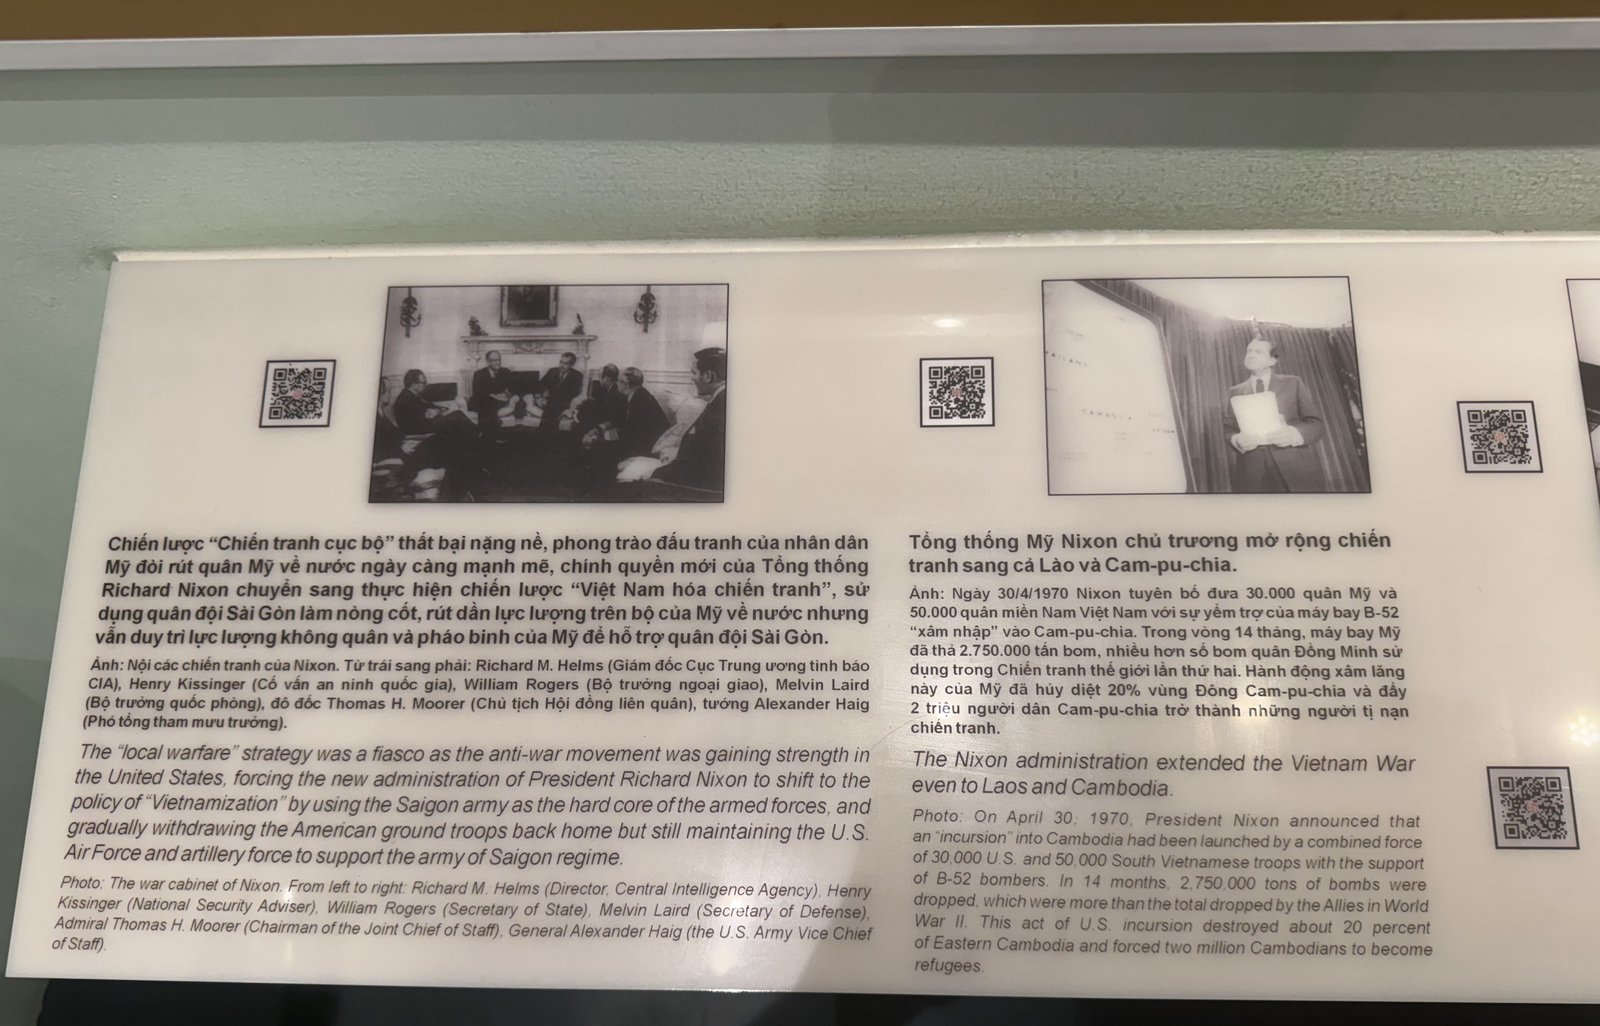 Chiến lược “Chiến tranh cục bộ” thất bại nặng nề, phong trào đấu tranh của nhân dân
Mỹ đòi rút quân Mỹ về nước ngày càng mạnh mẽ, chính quyền mới của Tổng thống
Richard Nixon chuyển sang thực hiện chiến lược “Việt Nam hóa chiến tranh”, sử
dụng quân đội Sài Gòn làm nòng cốt, rút dần lực lượng trên bộ của Mỹ về nước nhưng
vẫn duy trì lực lượng không quân và pháo binh của Mỹ để hỗ trợ quân đội Sài Gòn.
Ảnh: Nội các chiến tranh của Nixon. Từ trái sang phải: Richard M. Helms (Giám đốc Cục Trung ương tình báo
CIA), Henry Kissinger (Cố vấn an ninh quốc gia), William Rogers (Bộ trưởng ngoại giao), Melvin Laird
(Bộ trưởng quốc phòng), đô đốc Thomas H. Moorer (Chủ tịch Hội đồng liên quân), tướng Alexander Haig
(Phó tổng tham mưu trưởng).
The “local warfare” strategy was a fiasco as the anti-war movement was gaining strength in
the United States, forcing the new administration of President Richard Nixon to shift to the
policy of “Vietnamization” by using the Saigon army as the hard core of the armed forces, and
gradually withdrawing the American ground troops back home but still maintaining the U.S.
Air Force and artillery force to support the army of Saigon regime.
Photo: The war cabinet of Nixon. From left to right: Richard M. Helms (Director, Central Intelligence Agency), Henry
Kissinger (National Security Adviser), William Rogers (Secretary of State), Melvin Laird (Secretary of Defense),
Admiral Thomas H. Moorer (Chairman of the Joint Chief of Staff), General Alexander Haig (the U.S. Army Vice Chief
of Staff).
Tổng thống Mỹ Nixon chủ trương mở rộng chiến
tranh sang cả Lào và Cam-pu-chia.
Ảnh: Ngày 30/4/1970 Nixon tuyên bố đưa 30.000 quân Mỹ và
50.000 quân miền Nam Việt Nam với sự yểm trợ của máy bay B-52
“xâm nhập” vào Cam-pu-chia. Trong vòng 14 tháng, máy bay Mỹ
đã thả 2.750.000 tấn bom, nhiều hơn số bom quân Đồng Minh sử
dụng trong Chiến tranh thế giới lần thứ hai. Hành động xâm lăng
này của Mỹ đã hủy diệt 20% vùng Đông Cam-pu-chia và đẩy
2 triệu người dân Cam-pu-chia trở thành những người tị nạn
chiến tranh.
The Nixon administration extended the Vietnam War
even to Laos and Cambodia.
Photo: On April 30, 1970, President Nixon announced that
an “incursion” into Cambodia had been launched by a combined force
of 30,000 U.S. and 50,000 South Vietnamese troops with the support
of B-52 bombers. In 14 months, 2,750,000 tons of bombs were
dropped, which were more than the total dropped by the Allies in World
War II. This act of U.S. incursion destroyed about 20 percent
of Eastern Cambodia and forced two million Cambodians to become
refugees.